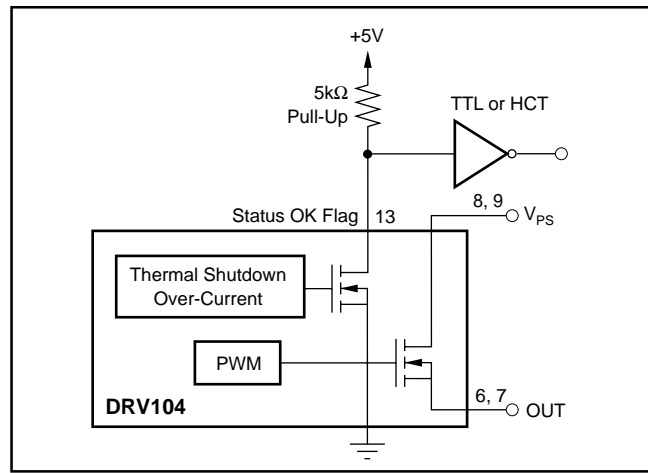 +5V
5kΩ
Pull-Up
TTL or HCT
8, 9
V_PS
Status OK Flag 13
Thermal Shutdown
Over-Current
PWM
6, 7
OUT
DRV104